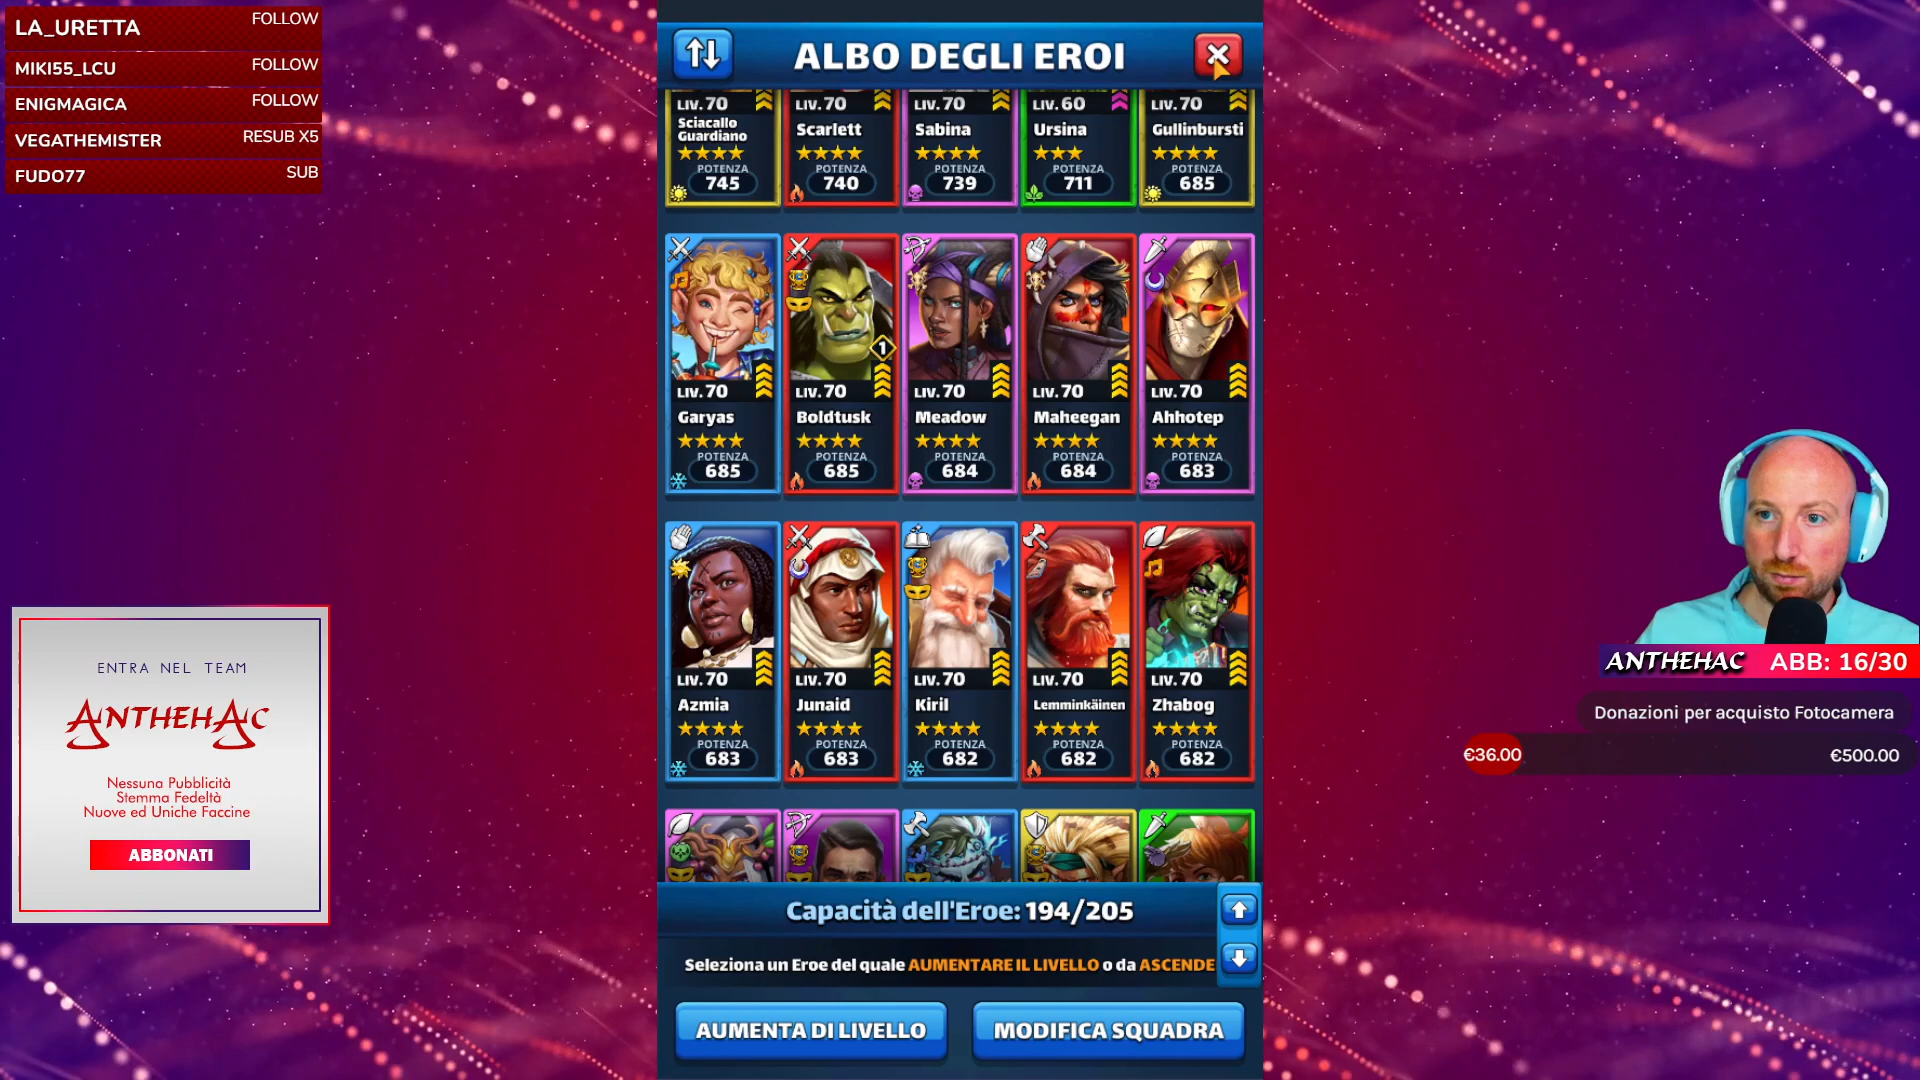 LA_URETTA FOLLOW
MIKI55_LCU FOLLOW
ENIGMAGICA FOLLOW
VEGATHEMISTER RESUB X5
FUDO77 SUB
ALBO DEGLI EROI
LIV. 70 LIV. 70 LIV. 70 LIV. 60 LIV. 70
Sciacallo Guardiano Scarlett Sabina Ursina Gullinbursti
POTENZA POTENZA POTENZA POTENZA POTENZA
745 740 739 711 685
1
LIV. 70 LIV. 70 LIV. 70 LIV. 70 LIV. 70
Garyas Boldtusk Meadow Maheegan Ahhotep
POTENZA POTENZA POTENZA POTENZA POTENZA
685 685 684 684 683
LIV. 70 LIV. 70 LIV. 70 LIV. 70 LIV. 70
Azmia Junaid Kiril Lemminkäinen Zhabog
POTENZA POTENZA POTENZA POTENZA POTENZA
683 683 682 682 682
Capacità dell'Eroe: 194/205
Seleziona un Eroe del quale AUMENTARE IL LIVELLO o da ASCENDE
AUMENTA DI LIVELLO MODIFICA SQUADRA
ENTRA NEL TEAM
ANTHEHAC
Nessuna Pubblicità
Stemma Fedeltà
Nuove ed Uniche Faccine
ABBONATI
ANTHEHAC ABB: 16/30
Donazioni per acquisto Fotocamera
€36.00 €500.00